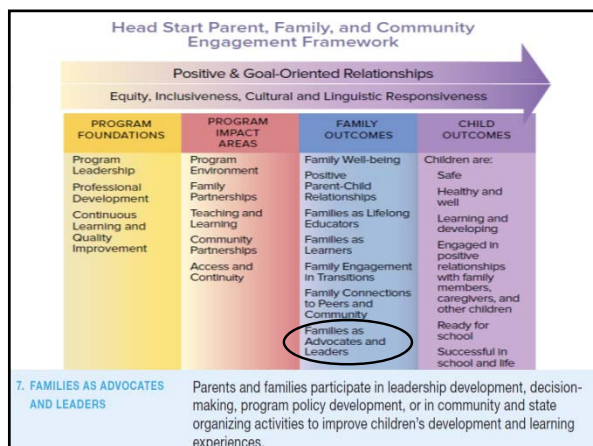 Head Start Parent, Family, and Community
Engagement Framework
Positive & Goal-Oriented Relationships
Equity, Inclusiveness, Cultural and Linguistic Responsiveness
PROGRAM
FOUNDATIONS
Program
Leadership
Professional
Development
Continuous
Learning and
Quality
Improvement
PROGRAM
IMPACT
AREAS
Program
Environment
Family
Partnerships
Teaching and
Learning
Community
Partnerships
Access and
Continuity
FAMILY
OUTCOMES
Family Well-being
Positive
Parent-Child
Relationships
Families as Lifelong
Educators
Families as
Learners
Family Engagement
in Transitions
Family Connections
to Peers and
Community
Families as
Advocates and
Leaders
CHILD
OUTCOMES
Children are:
Safe
Healthy and
well
Learning and
developing
Engaged in
positive
relationships
with family
members,
caregivers, and
other children
Ready for
school
Successful in
school and life
7. FAMILIES AS ADVOCATES
AND LEADERS
Parents and families participate in leadership development, decision-
making, program policy development, or in community and state
organizing activities to improve children's development and learning
experiences.